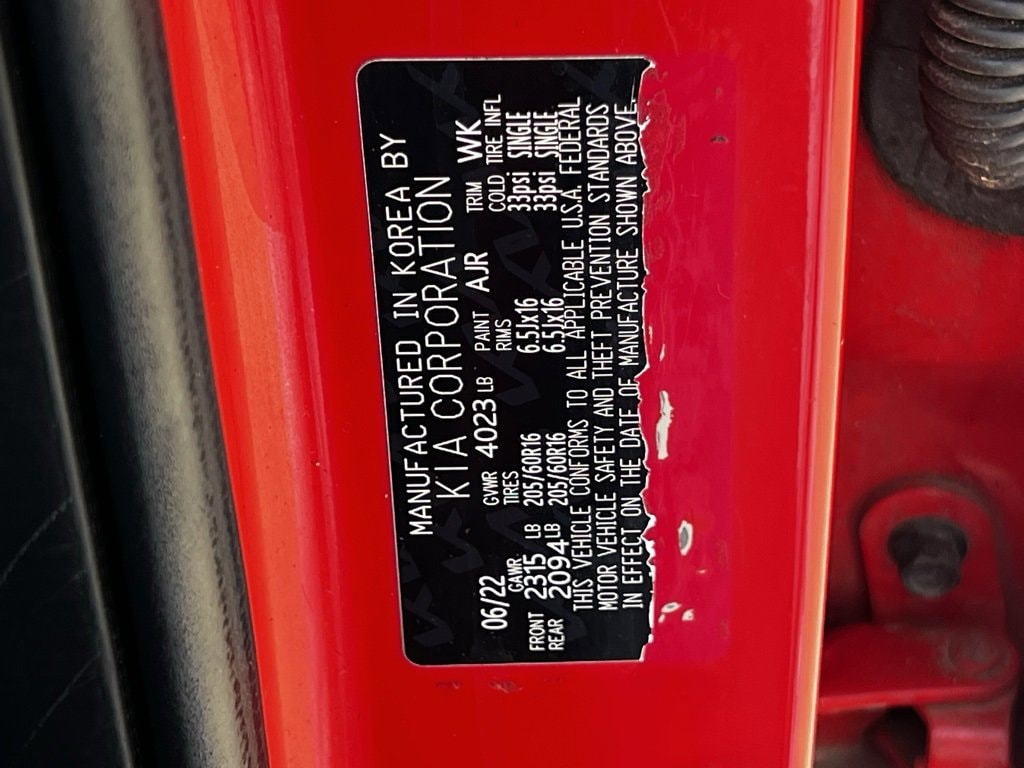 MANUFACTURED IN KOREA BY
KIA CORPORATION
06/22 GVWR 4023 LB PAINT AJR TRIM WK
GAWR TIRES RIMS COLD TIRE INFL
FRONT 2315 LB 205/60R16 6.5Jx16 33psi SINGLE
REAR 2094 LB 205/60R16 6.5Jx16 33psi SINGLE
THIS VEHICLE CONFORMS TO ALL APPLICABLE U.S.A. FEDERAL
MOTOR VEHICLE SAFETY AND THEFT PREVENTION STANDARDS
IN EFFECT ON THE DATE OF MANUFACTURE SHOWN ABOVE.